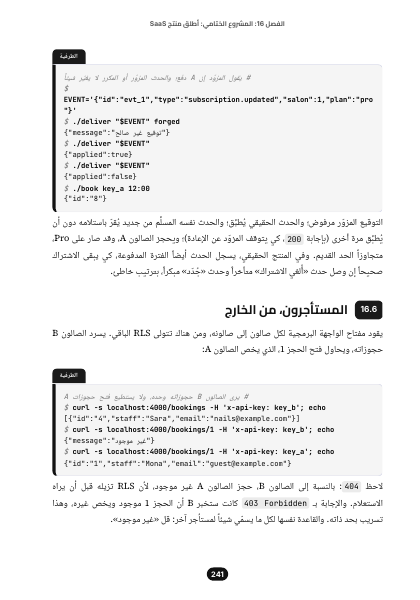 الفصل 16: المشروع الختامي: أطلق منتج SaaS
الطرفية
# يقول المزوّد إن A دفع؛ والحدث المزوّر أو المكرر لا يغيّر شيئاً
$
EVENT='{"id":"evt_1","type":"subscription.updated","salon":1,"plan":"pro
"}'
$ ./deliver "$EVENT" forged
{"message":"توقيع غير صالح"}
$ ./deliver "$EVENT"
{"applied":true}
$ ./deliver "$EVENT"
{"applied":false}
$ ./book key_a 12:00
{"id":"8"}
التوقيع المزوّر مرفوض؛ والحدث الحقيقي يُطبَّق؛ والحدث نفسه المسلَّم من جديد يُقرّ باستلامه دون أن
يُطبَّق مرة أخرى (بإجابة 200، كي يتوقف المزوّد عن الإعادة)؛ ويحجز الصالون A، وقد صار على Pro،
متجاوزاً الحد القديم. وفي المنتج الحقيقي، يسجل الحدث أيضاً الفترة المدفوعة، كي يبقى الاشتراك
صحيحاً إن وصل حدث «أُلغي الاشتراك» متأخراً وحدث «جُدّد» مبكراً، بترتيب خاطئ.
16.6 المستأجرون، من الخارج
يقود مفتاح الواجهة البرمجية لكل صالون إلى صالونه، ومن هناك تتولى RLS الباقي. يسرد الصالون B
حجوزاته، ويحاول فتح الحجز 1، الذي يخص الصالون A:
الطرفية
# يرى الصالون B حجوزاته وحده، ولا يستطيع فتح حجوزات A
$ curl -s localhost:4000/bookings -H 'x-api-key: key_b'; echo
[{"id":"4","staff":"Sara","email":"nails@example.com"}]
$ curl -s localhost:4000/bookings/1 -H 'x-api-key: key_b'; echo
{"message":"غير موجود"}
$ curl -s localhost:4000/bookings/1 -H 'x-api-key: key_a'; echo
{"id":"1","staff":"Mona","email":"guest@example.com"}
لاحظ 404: بالنسبة إلى الصالون B، حجز الصالون A غير موجود، لأن RLS تزيله قبل أن يراه
الاستعلام. والإجابة بـ 403 Forbidden كانت ستخبر B أن الحجز 1 موجود ويخص غيره، وهذا
تسريب بحد ذاته. والقاعدة نفسها لكل ما يسمّي شيئاً لمستأجر آخر: قل «غير موجود».
241